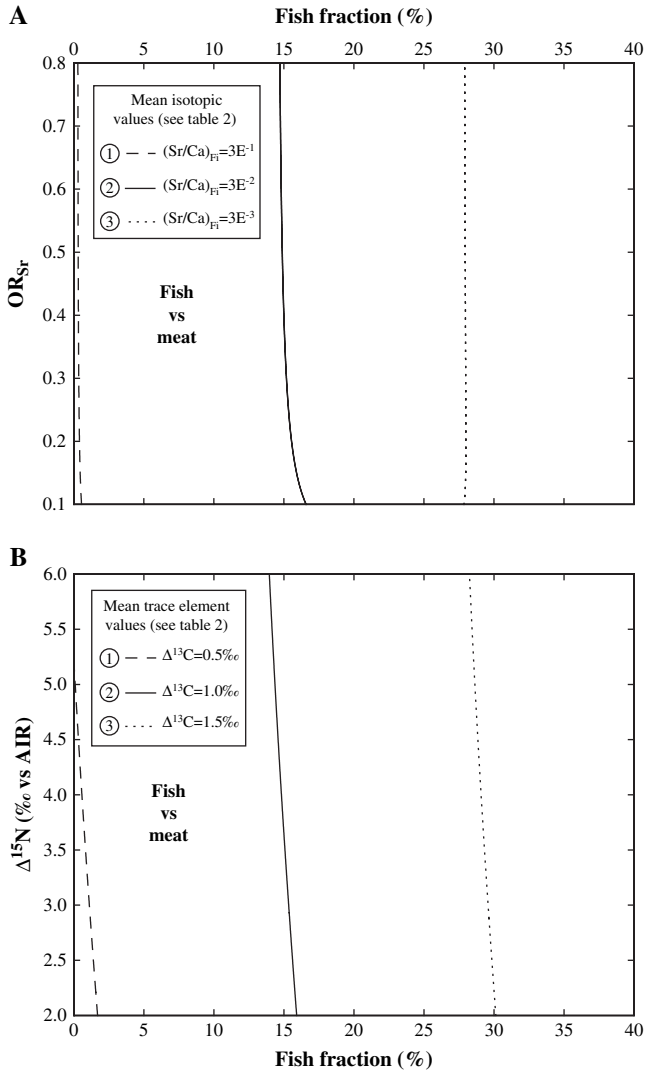 A
Fish fraction (%)
0 5 10 15 20 25 30 35 40
0.8
0.7
0.6
0.5
0.4
0.3
0.2
0.1
OR_Sr
Mean isotopic
values (see table 2)
① (Sr/Ca)_Fi=3E⁻¹
② (Sr/Ca)_Fi=3E⁻²
③ (Sr/Ca)_Fi=3E⁻³
Fish
vs
meat
B
6.0
5.5
5.0
4.5
4.0
3.5
3.0
2.5
2.0
Δ¹⁵N (‰ vs AIR)
Mean trace element
values (see table 2)
① Δ¹³C=0.5‰
② Δ¹³C=1.0‰
③ Δ¹³C=1.5‰
Fish
vs
meat
0 5 10 15 20 25 30 35 40
Fish fraction (%)